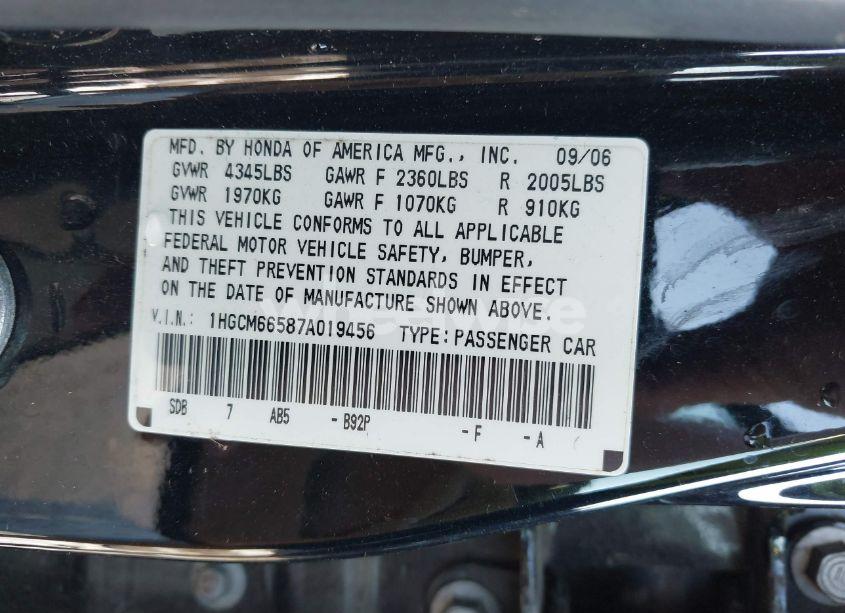 MFD. BY HONDA OF AMERICA MFG., INC. 09/06
GVWR 4345LBS GAWR F 2360LBS R 2005LBS
GVWR 1970KG GAWR F 1070KG R 910KG
THIS VEHICLE CONFORMS TO ALL APPLICABLE
FEDERAL MOTOR VEHICLE SAFETY, BUMPER,
AND THEFT PREVENTION STANDARDS IN EFFECT
ON THE DATE OF MANUFACTURE SHOWN ABOVE.
V.I.N.: 1HGCM66587A019456 TYPE: PASSENGER CAR
SDB 7 AB5 - B92P - F - A